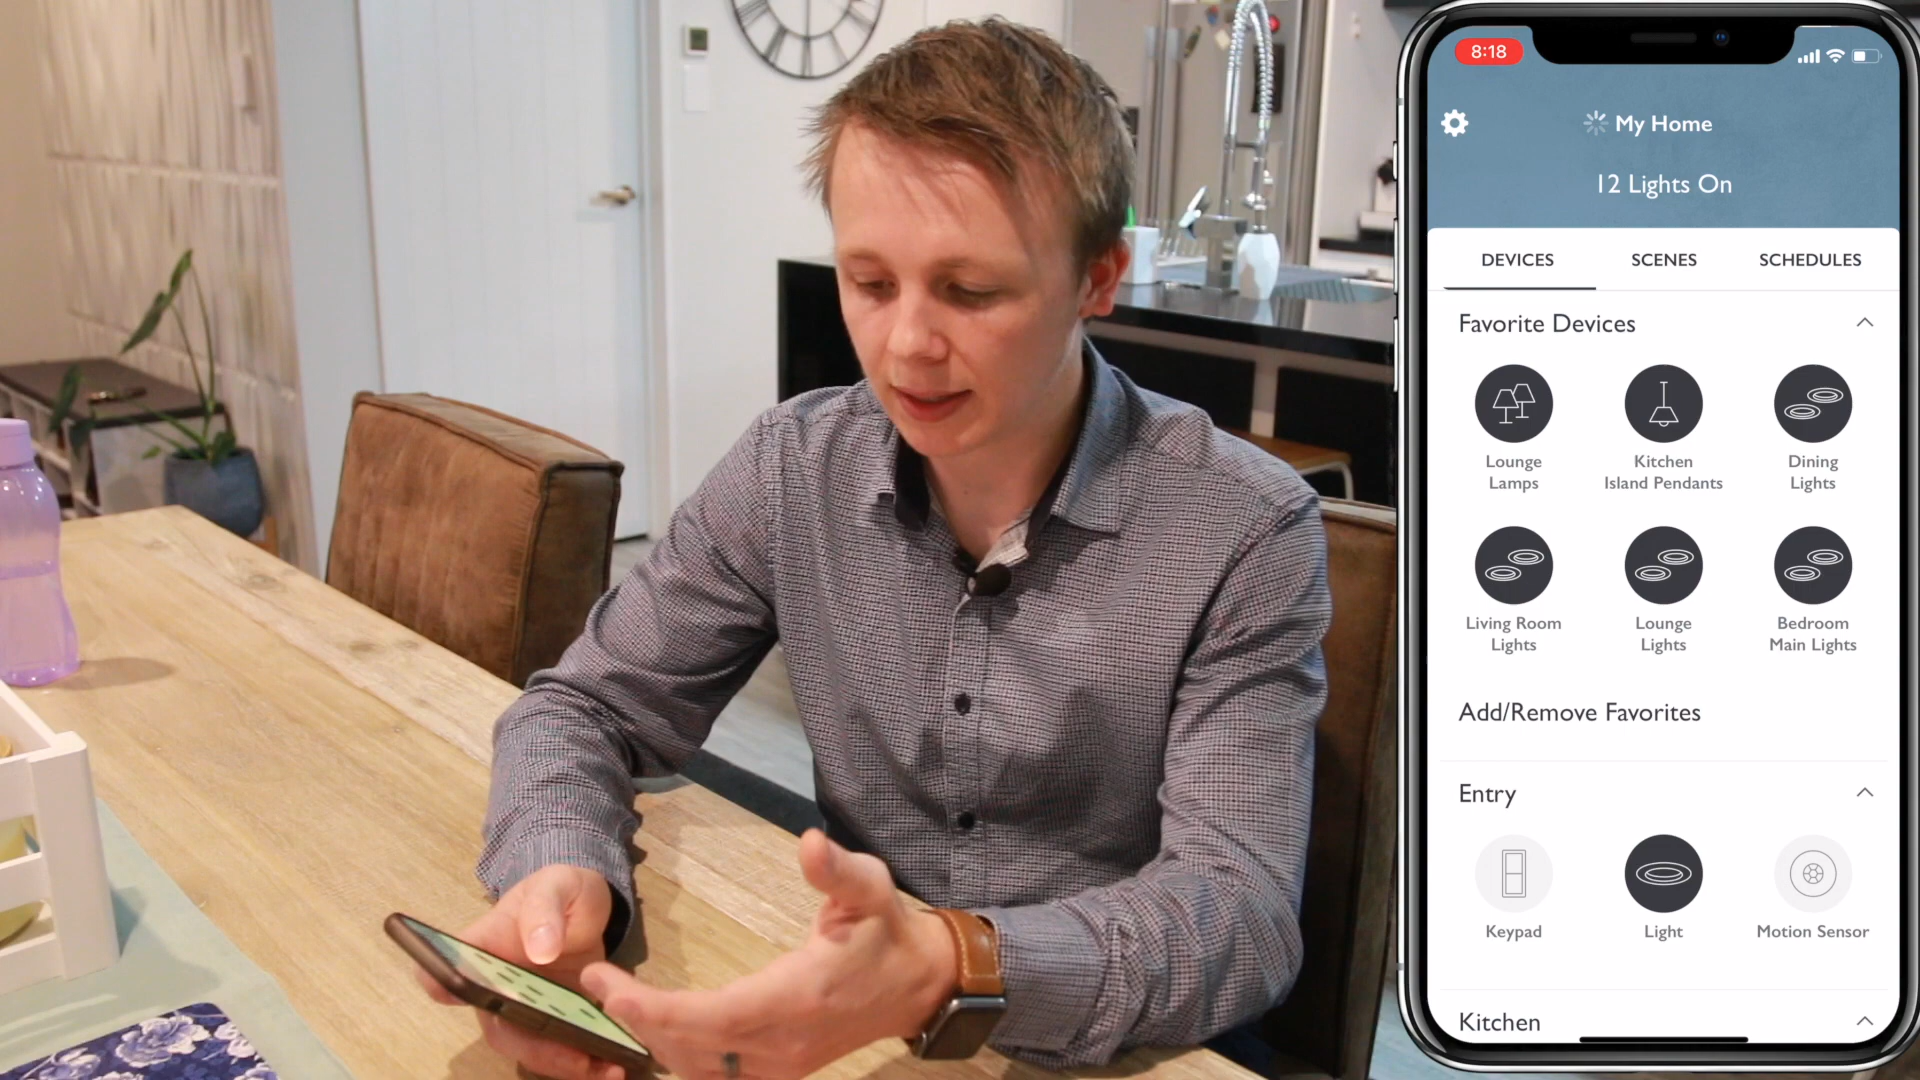 8:18
My Home
12 Lights On
DEVICES SCENES SCHEDULES
Favorite Devices
Lounge
Lamps
Kitchen
Island Pendants
Dining
Lights
Living Room
Lights
Lounge
Lights
Bedroom
Main Lights
Add/Remove Favorites
Entry
Keypad
Light
Motion Sensor
Kitchen